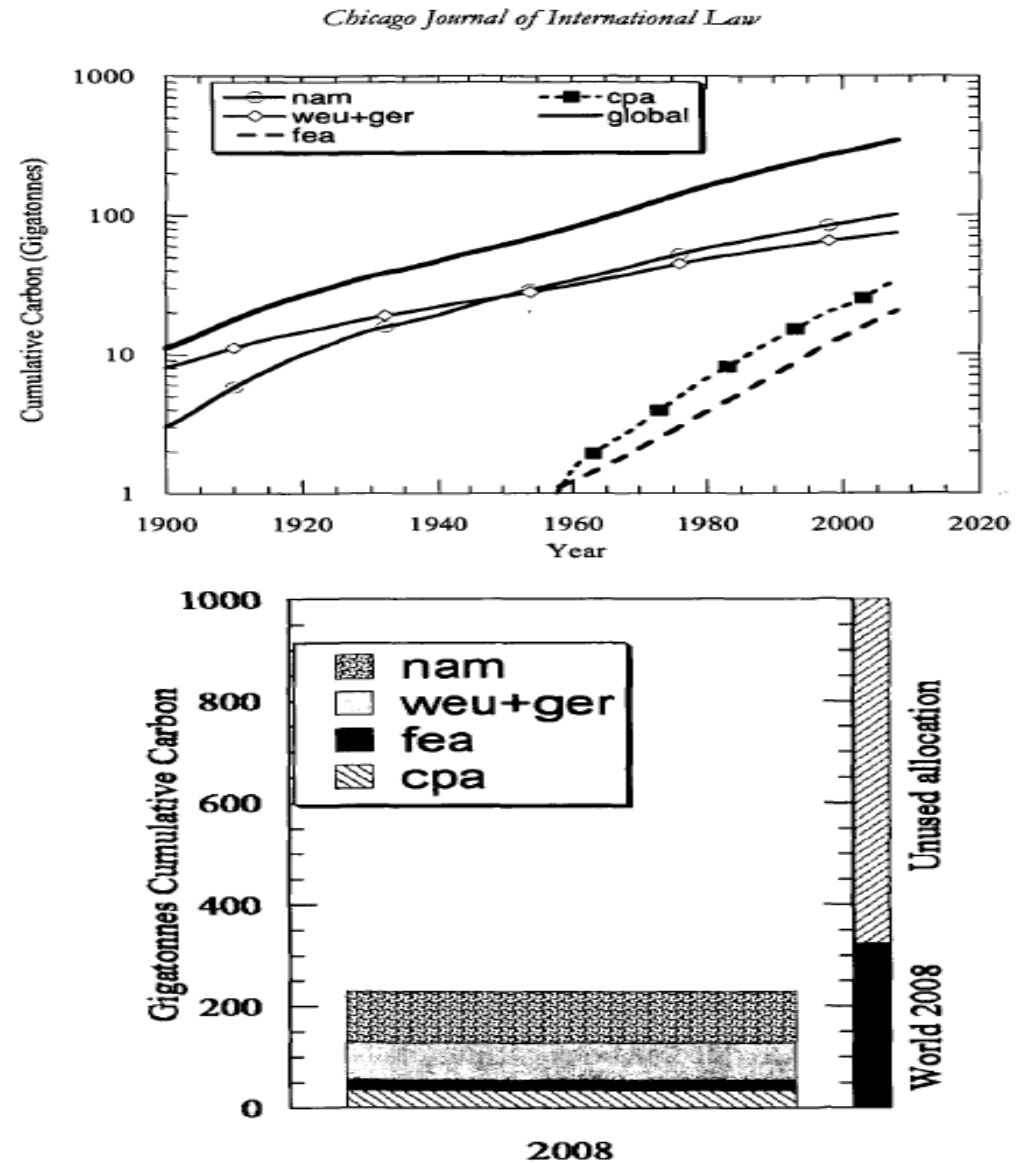 Chicago Journal of International Law
Cumulative Carbon (Gigatonnes)
1000
100
10
1
nam
weu+ger
fea
cpa
global
1900 1920 1940 1960 1980 2000 2020
Year
Gigatonnes Cumulative Carbon
1000
800
600
400
200
0
nam
weu+ger
fea
cpa
Unused allocation
World 2008
2008